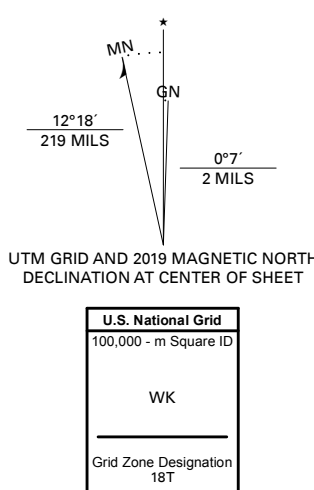 ★
MN
GN
12°18´
219 MILS
0°7´
2 MILS
UTM GRID AND 2019 MAGNETIC NORTH
DECLINATION AT CENTER OF SHEET
U.S. National Grid
100,000 - m Square ID
WK
Grid Zone Designation
18T